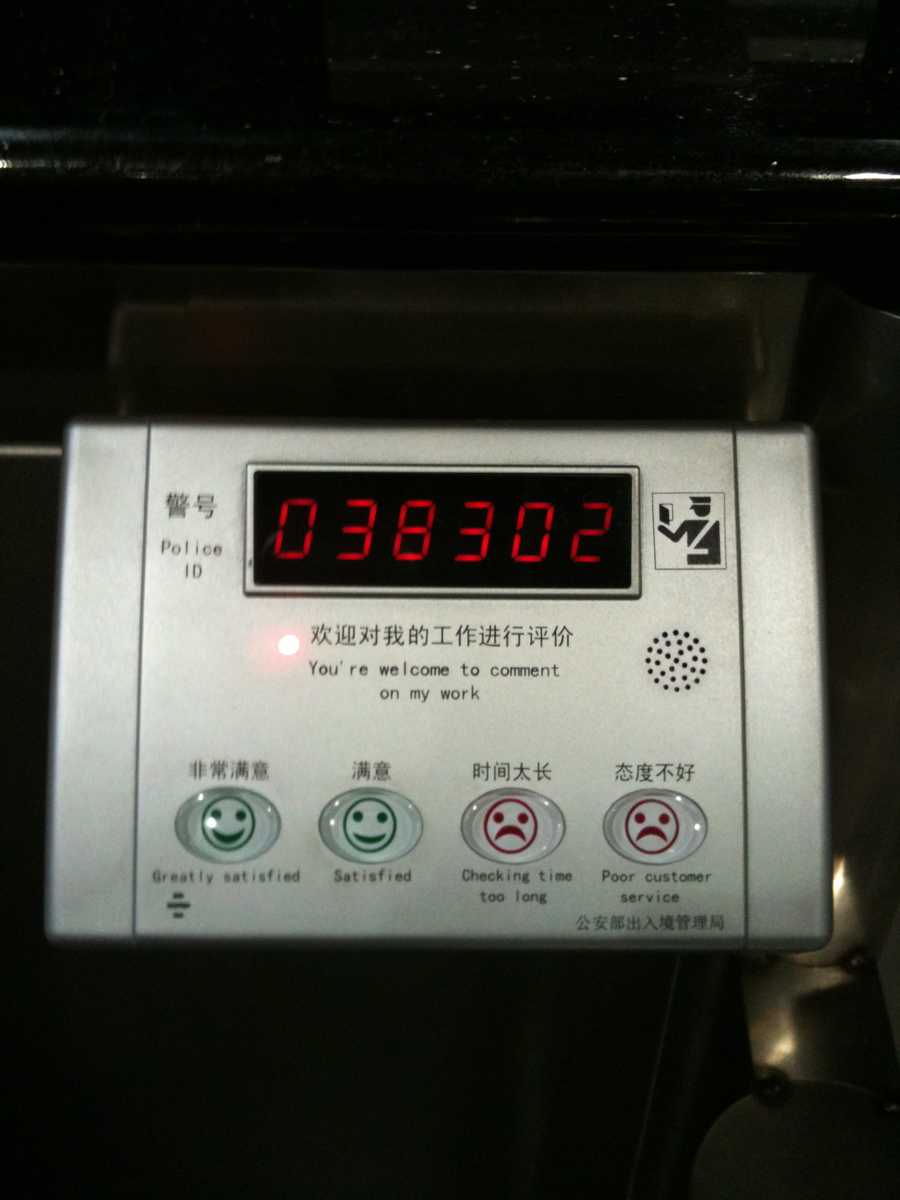 警号
Police
ID
038302
欢迎对我的工作进行评价
You're welcome to comment
on my work
非常满意
满意
时间太长
态度不好
Greatly satisfied
Satisfied
Checking time
too long
Poor customer
service
公安部出入境管理局